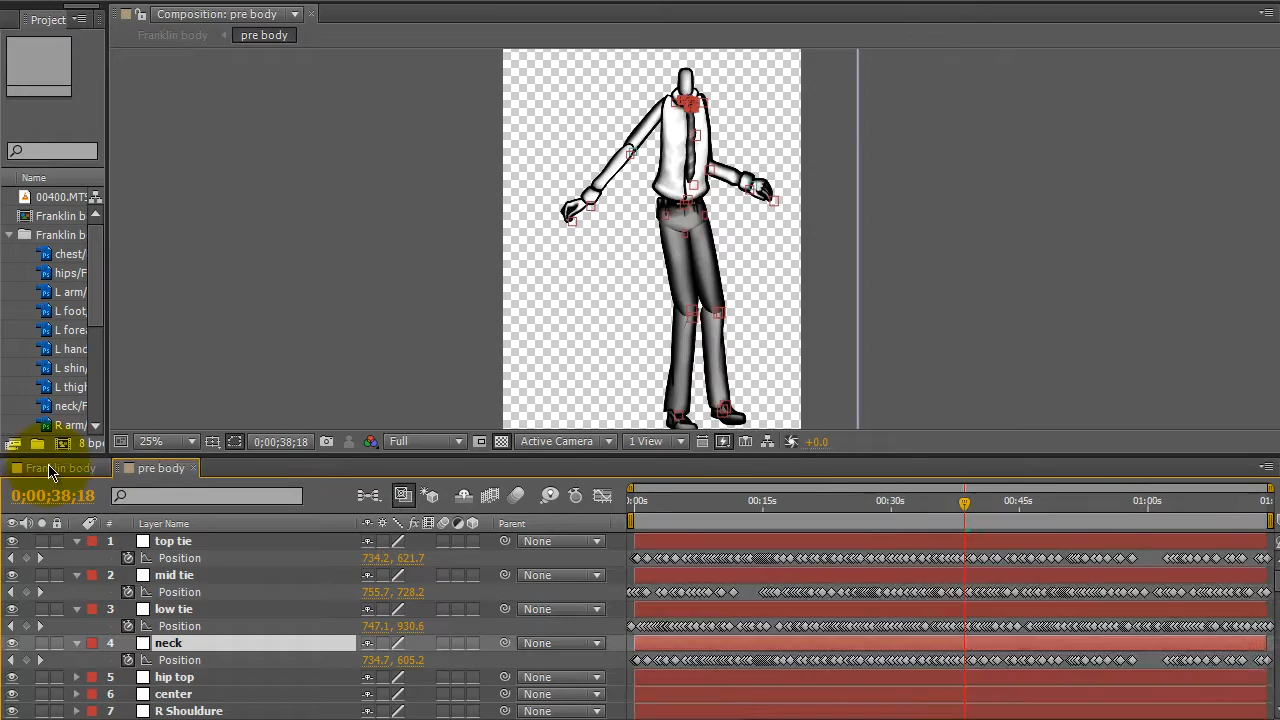 Project
Composition: pre body
Franklin body
pre body
Name
00400.MTS
Franklin b
Franklin b
chest/
hips/F
L arm/
L foot
L forea
L hand
L shin/
L thigh
neck/F
R arm/
8 bp
25%
0;00;38;18
Full
Active Camera
1 View
+0.0
Franklin body
pre body
0;00;38;18
:00s
00:15s
00:30s
00:45s
01:00s
01:
#
Layer Name
Parent
1
top tie
None
Position
734.2, 621.7
2
mid tie
None
Position
755.7, 728.2
3
low tie
None
Position
747.1, 930.6
4
neck
None
Position
734.7, 605.2
5
hip top
None
6
center
None
7
R Shouldure
None